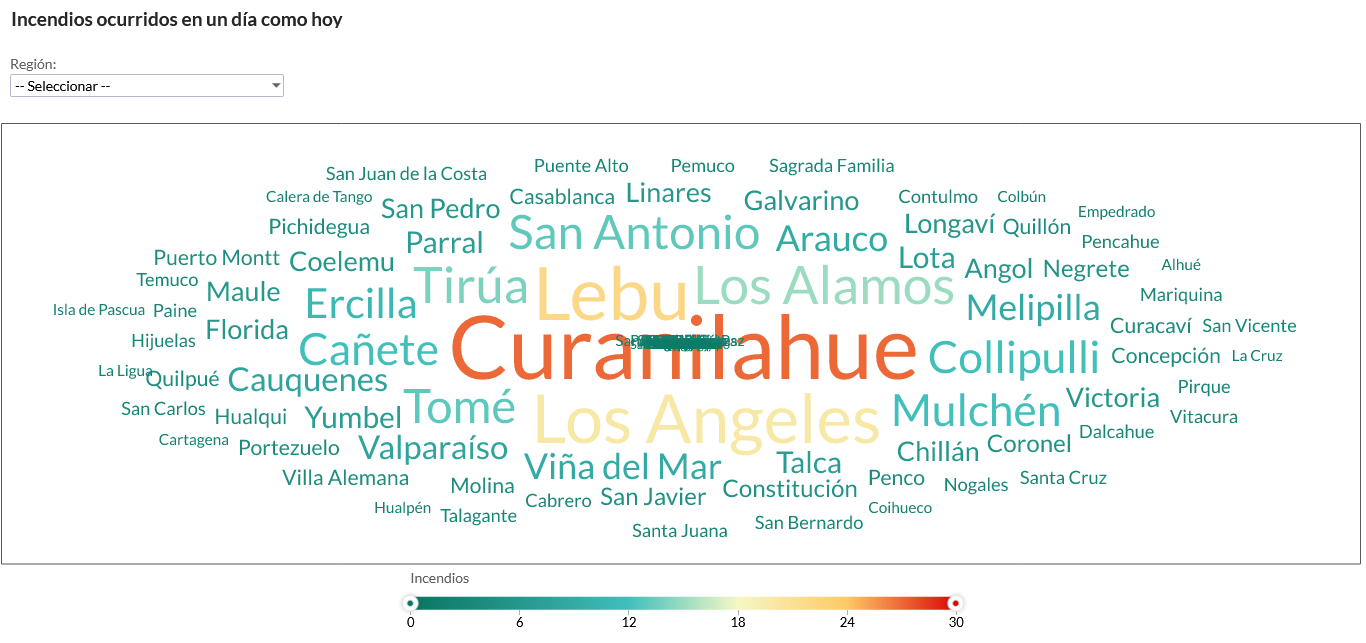 Incendios ocurridos en un día como hoy
Región:
-- Seleccionar --
Puente Alto Pemuco Sagrada Familia
San Juan de la Costa
Calera de Tango San Pedro Casablanca Linares Galvarino Contulmo Colbún
Empedrado
Pichidegua Parral San Antonio Arauco Longaví Quillón
Pencahue
Puerto Montt Coelemu Lota Angol Negrete Alhué
Temuco Maule Ercilla Tirúa Lebu Los Alamos Melipilla Mariquina
Isla de Pascua Paine
Florida Curacaví San Vicente
Hijuelas Cañete Curanilahue Collipulli Concepción La Cruz
La Ligua Quilpué Cauquenes Pirque
San Carlos Hualqui Yumbel Tomé Los Angeles Mulchén Victoria Vitacura
Cartagena Portezuelo Valparaíso Chillán Coronel Dalcahue
Villa Alemana Molina Viña del Mar Talca Penco Nogales Santa Cruz
Hualpén Talagante Cabrero San Javier Constitución Coihueco
Santa Juana San Bernardo
Incendios
0 6 12 18 24 30